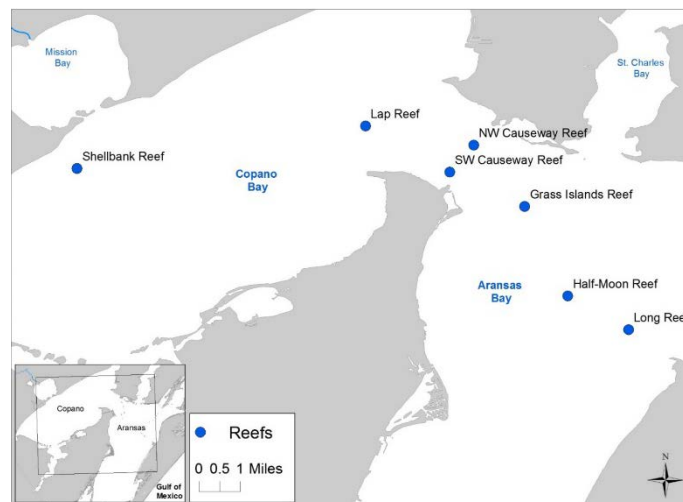 Mission
Bay
St. Charles
Bay
Lap Reef
NW Causeway Reef
SW Causeway Reef
Shellbank Reef
Copano
Bay
Grass Islands Reef
Aransas
Bay
Half-Moon Reef
Long Ree
Copano
Aransas
Gulf of
Mexico
Reefs
0 0.5 1 Miles
N